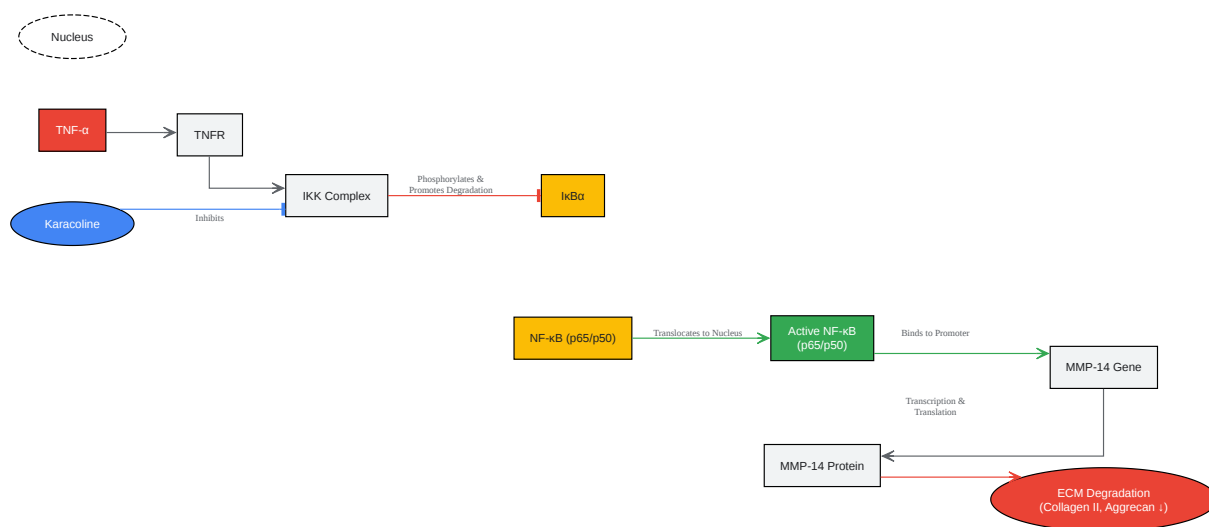 Nucleus
TNF-α
TNFR
Phosphorylates &
Promotes Degradation
IKK Complex
IκBα
Karacoline
Inhibits
NF-κB (p65/p50)
Translocates to Nucleus
Active NF-κB
(p65/p50)
Binds to Promoter
MMP-14 Gene
Transcription &
Translation
MMP-14 Protein
ECM Degradation
(Collagen II, Aggrecan ↓)